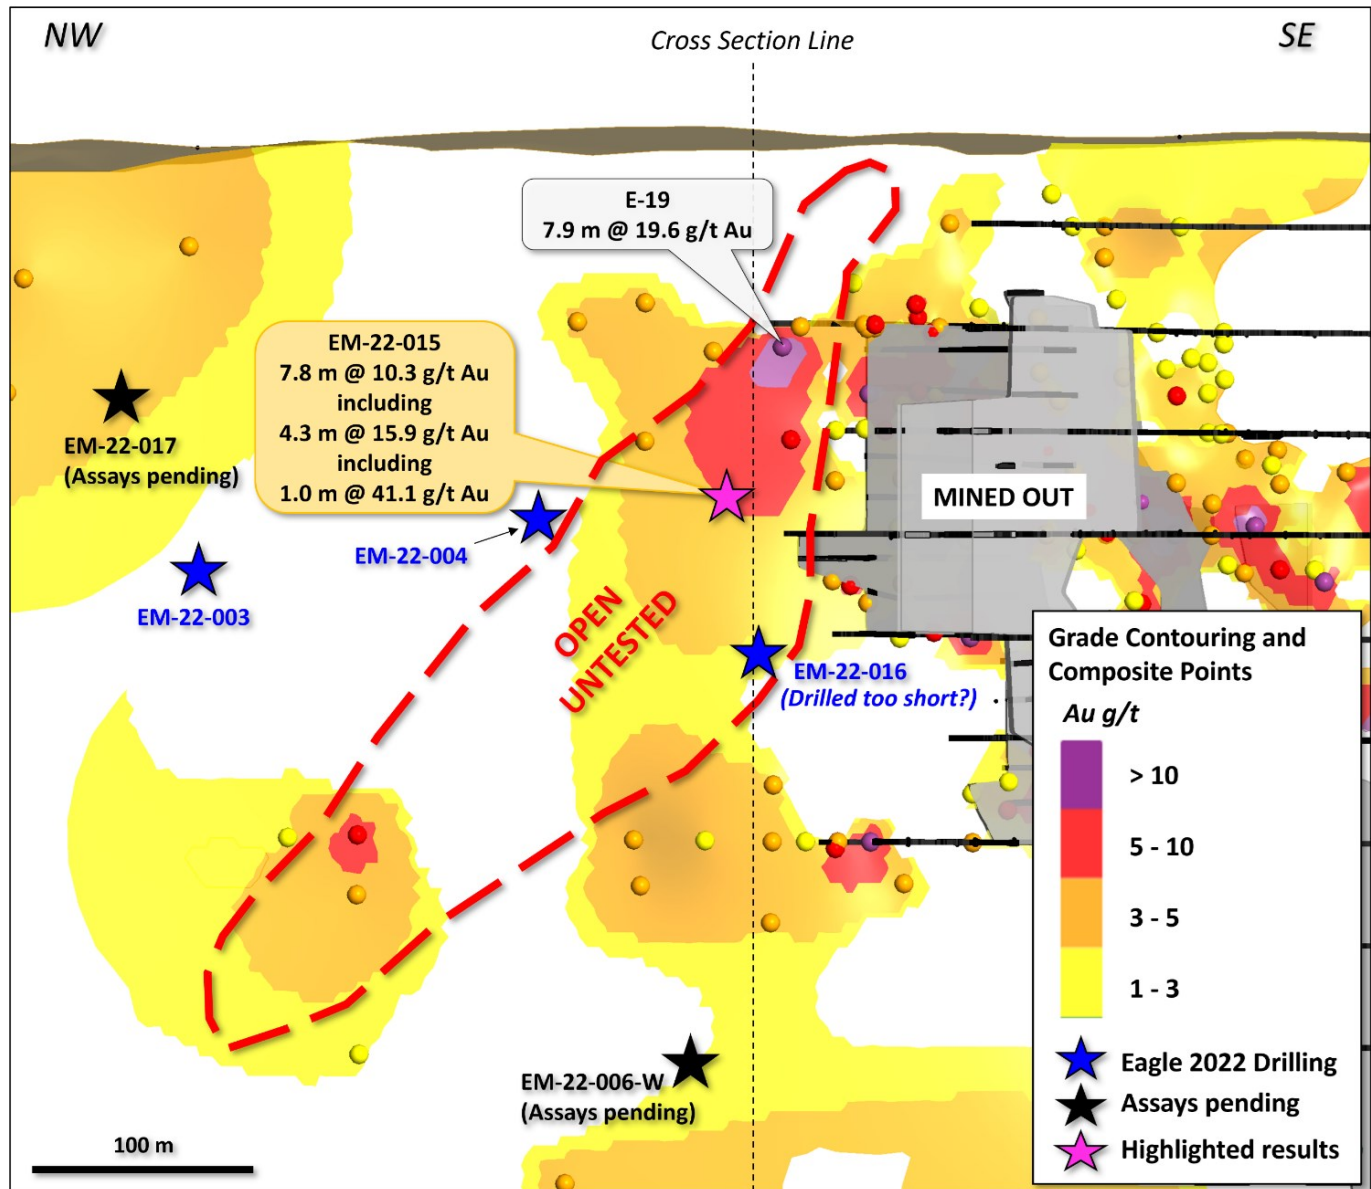 NW
Cross Section Line
SE
E-19
7.9 m @ 19.6 g/t Au
EM-22-015
7.8 m @ 10.3 g/t Au
including
4.3 m @ 15.9 g/t Au
including
1.0 m @ 41.1 g/t Au
EM-22-017
(Assays pending)
MINED OUT
EM-22-004
EM-22-003
OPEN
UNTESTED
EM-22-016
(Drilled too short?)
Grade Contouring and
Composite Points
Au g/t
> 10
5 - 10
3 - 5
1 - 3
Eagle 2022 Drilling
Assays pending
Highlighted results
EM-22-006-W
(Assays pending)
100 m